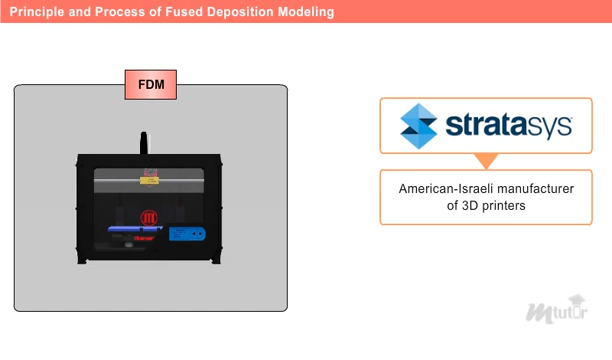 Principle and Process of Fused Deposition Modeling
FDM
stratasys
American-Israeli manufacturer
of 3D printers
mtutor